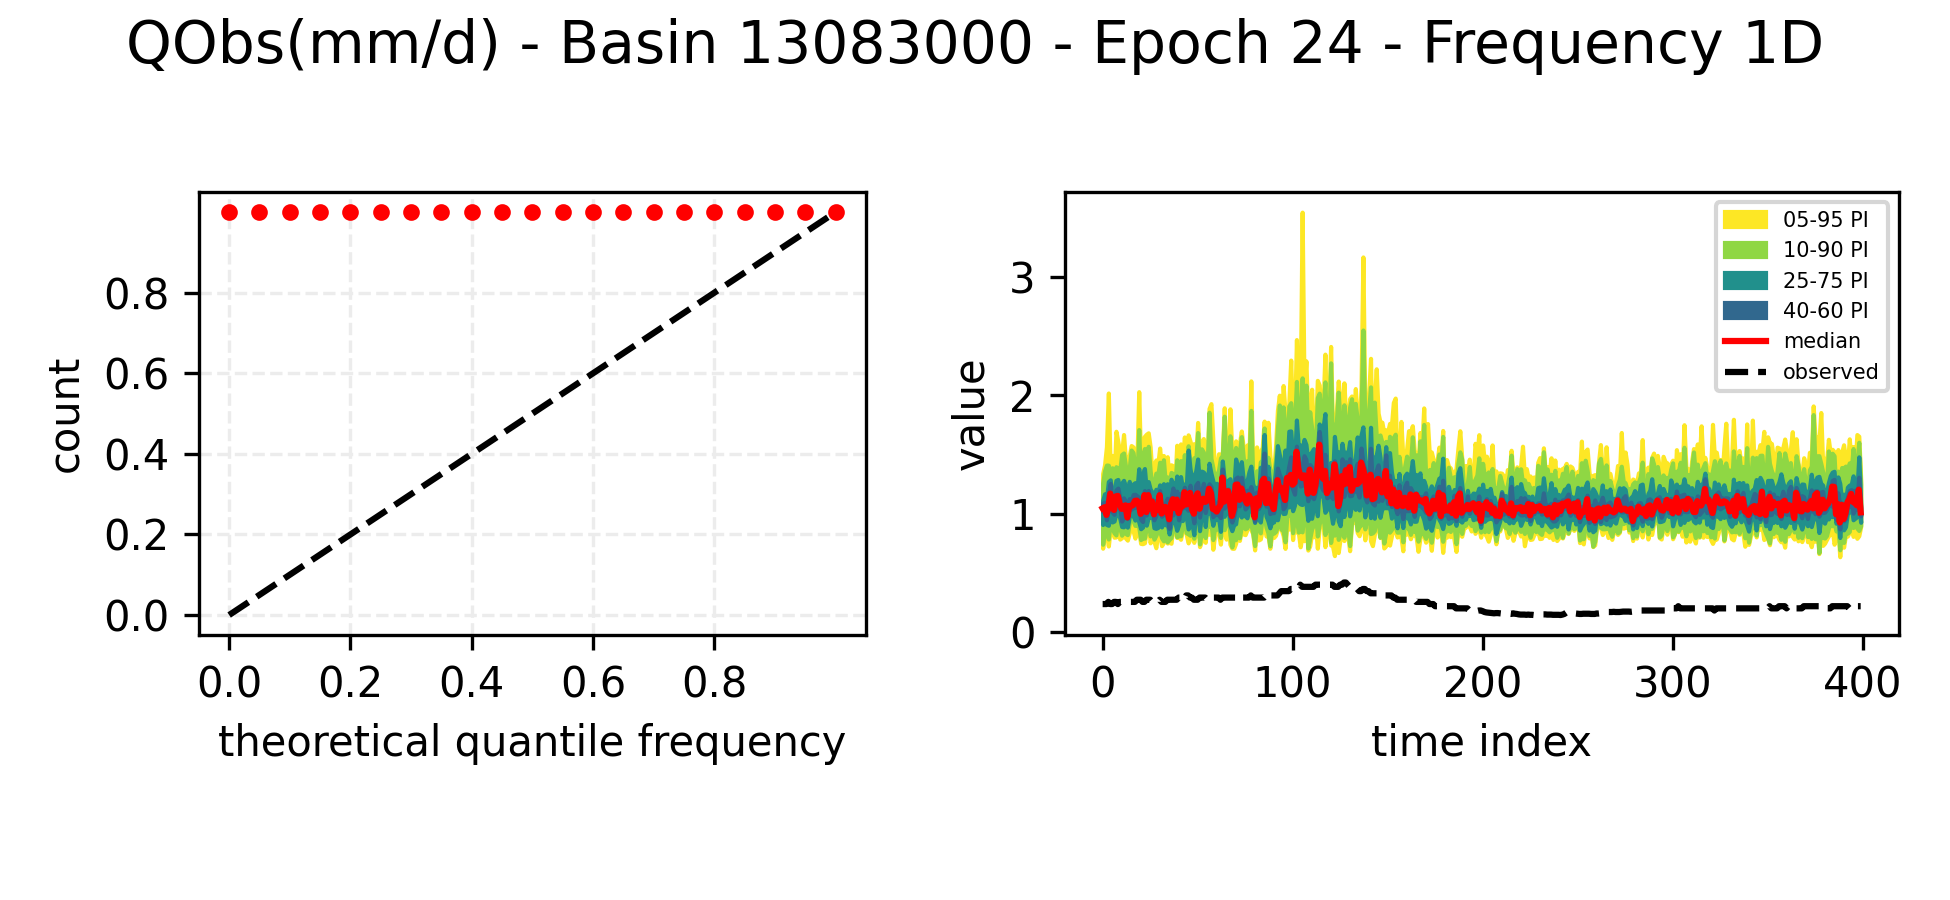 QObs(mm/d) - Basin 13083000 - Epoch 24 - Frequency 1D
count
0.8
0.6
0.4
0.2
0.0
0.0 0.2 0.4 0.6 0.8
theoretical quantile frequency
value
3
2
1
0
0 100 200 300 400
time index
05-95 PI
10-90 PI
25-75 PI
40-60 PI
median
observed